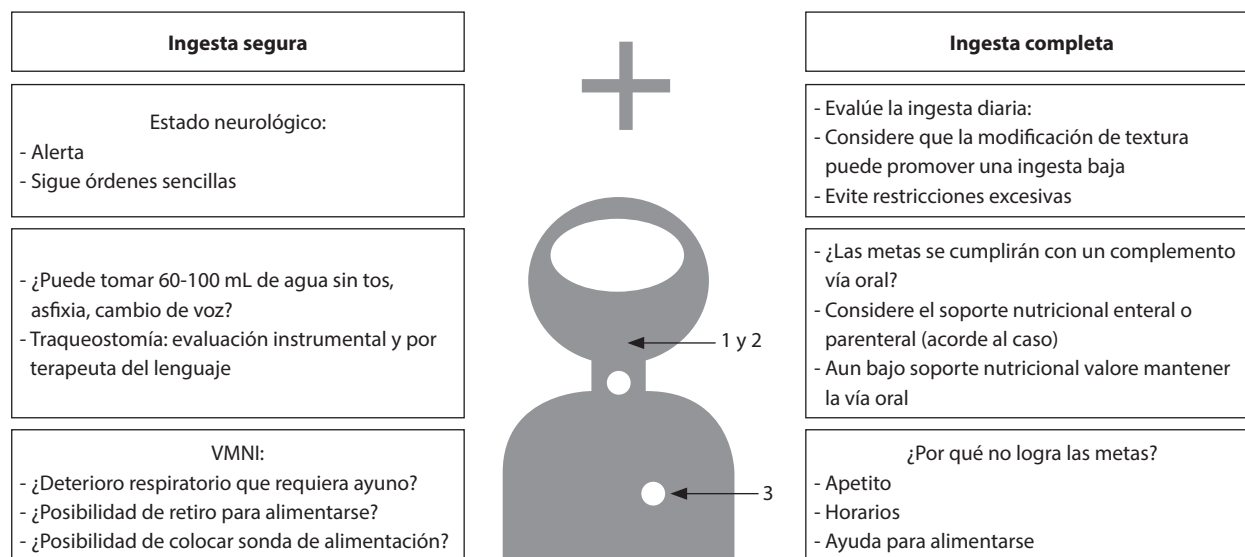 Ingesta segura
Estado neurológico:
- Alerta
- Sigue órdenes sencillas
- ¿Puede tomar 60-100 mL de agua sin tos,
asfixia, cambio de voz?
- Traqueostomía: evaluación instrumental y por
terapeuta del lenguaje
VMNI:
- ¿Deterioro respiratorio que requiera ayuno?
- ¿Posibilidad de retiro para alimentarse?
- ¿Posibilidad de colocar sonda de alimentación?
1 y 2
3
Ingesta completa
- Evalúe la ingesta diaria:
- Considere que la modificación de textura
puede promover una ingesta baja
- Evite restricciones excesivas
- ¿Las metas se cumplirán con un complemento
vía oral?
- Considere el soporte nutricional enteral o
parenteral (acorde al caso)
- Aun bajo soporte nutricional valore mantener
la vía oral
¿Por qué no logra las metas?
- Apetito
- Horarios
- Ayuda para alimentarse